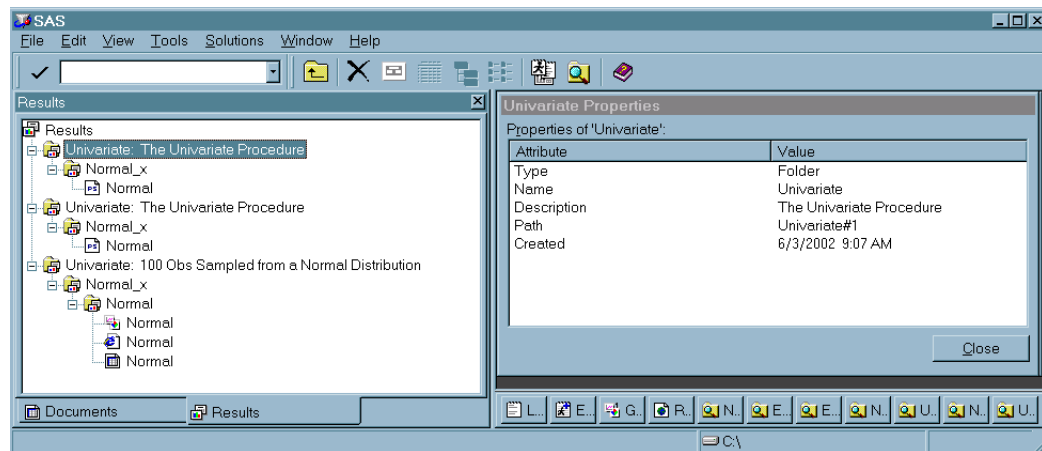 SAS
File Edit View Tools Solutions Window Help
Results
Results
Univariate: The Univariate Procedure
Normal_x
Normal
Univariate: The Univariate Procedure
Normal_x
Normal
Univariate: 100 Obs Sampled from a Normal Distribution
Normal_x
Normal
Normal
Normal
Normal
Documents Results
Univariate Properties
Properties of 'Univariate':
Attribute Value
Type Folder
Name Univariate
Description The Univariate Procedure
Path Univariate#1
Created 6/3/2002 9:07 AM
Close
L... E... G... R... N... E... E... N... U... N... U...
C:\